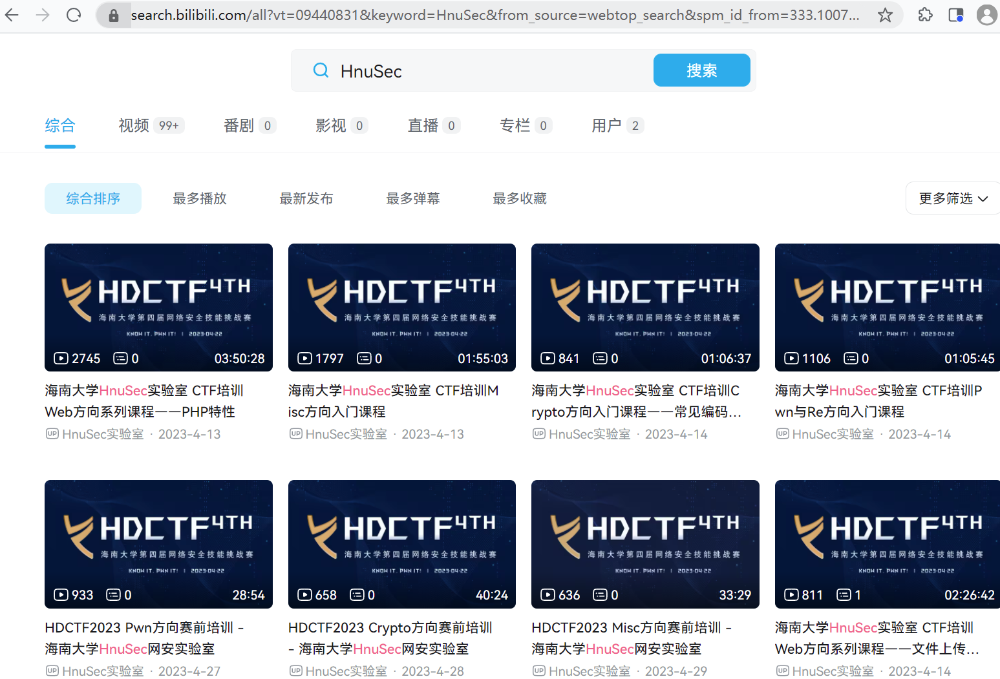 search.bilibili.com/all?vt=09440831&keyword=HnuSec&from_source=webtop_search&spm_id_from=333.1007...
HnuSec
搜索
综合
视频 99+
番剧 0
影视 0
直播 0
专栏 0
用户 2
综合排序
最多播放
最新发布
最多弹幕
最多收藏
更多筛选
HDCTF4TH
海南大学第四届网络安全技能挑战赛
KNOW IT. PWN IT! | 2023-04-22
2745 0 03:50:28
海南大学HnuSec实验室 CTF培训
Web方向系列课程——PHP特性
UP HnuSec实验室 · 2023-4-13
HDCTF4TH
海南大学第四届网络安全技能挑战赛
KNOW IT. PWN IT! | 2023-04-22
1797 0 01:55:03
海南大学HnuSec实验室 CTF培训M
isc方向入门课程
UP HnuSec实验室 · 2023-4-13
HDCTF4TH
海南大学第四届网络安全技能挑战赛
KNOW IT. PWN IT! | 2023-04-22
841 0 01:06:37
海南大学HnuSec实验室 CTF培训C
rypto方向入门课程——常见编码...
UP HnuSec实验室 · 2023-4-14
HDCTF4TH
海南大学第四届网络安全技能挑战赛
KNOW IT. PWN IT! | 2023-04-22
1106 0 01:05:45
海南大学HnuSec实验室 CTF培训P
wn与Re方向入门课程
UP HnuSec实验室 · 2023-4-14
HDCTF4TH
海南大学第四届网络安全技能挑战赛
KNOW IT. PWN IT! | 2023-04-22
933 0 28:54
HDCTF2023 Pwn方向赛前培训 -
海南大学HnuSec网安实验室
UP HnuSec实验室 · 2023-4-27
HDCTF4TH
海南大学第四届网络安全技能挑战赛
KNOW IT. PWN IT! | 2023-04-22
658 0 40:24
HDCTF2023 Crypto方向赛前培训
- 海南大学HnuSec网安实验室
UP HnuSec实验室 · 2023-4-28
HDCTF4TH
海南大学第四届网络安全技能挑战赛
KNOW IT. PWN IT! | 2023-04-22
636 0 33:29
HDCTF2023 Misc方向赛前培训 -
海南大学HnuSec网安实验室
UP HnuSec实验室 · 2023-4-29
HDCTF4TH
海南大学第四届网络安全技能挑战赛
KNOW IT. PWN IT! | 2023-04-22
811 1 02:26:42
海南大学HnuSec实验室 CTF培训
Web方向系列课程——文件上传...
UP HnuSec实验室 · 2023-4-14